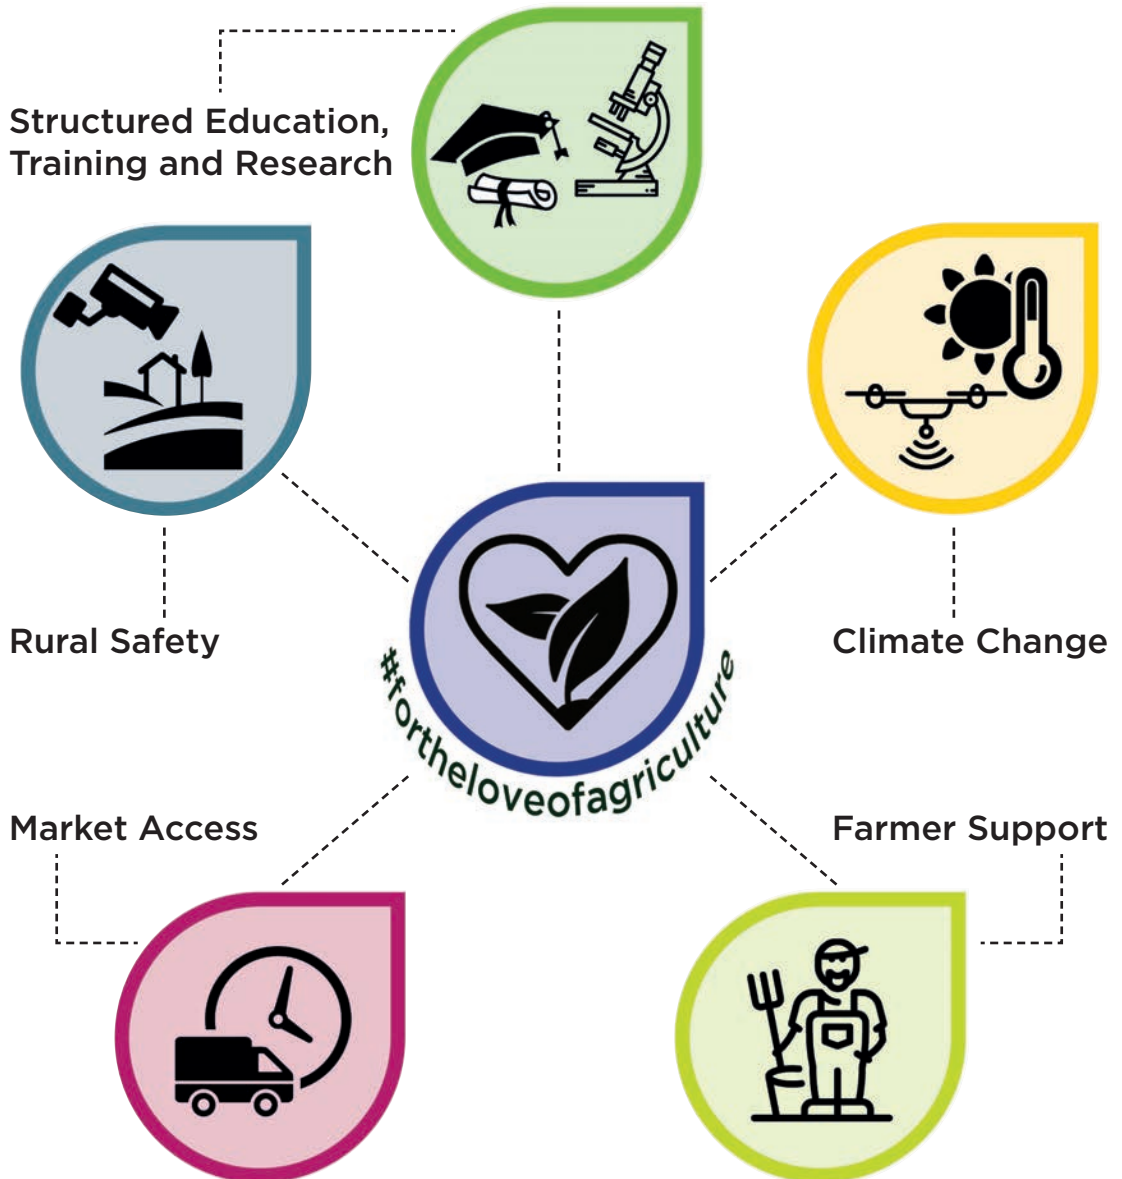 Structured Education,
Training and Research
Rural Safety
Climate Change
#fortheloveofagriculture
Market Access
Farmer Support